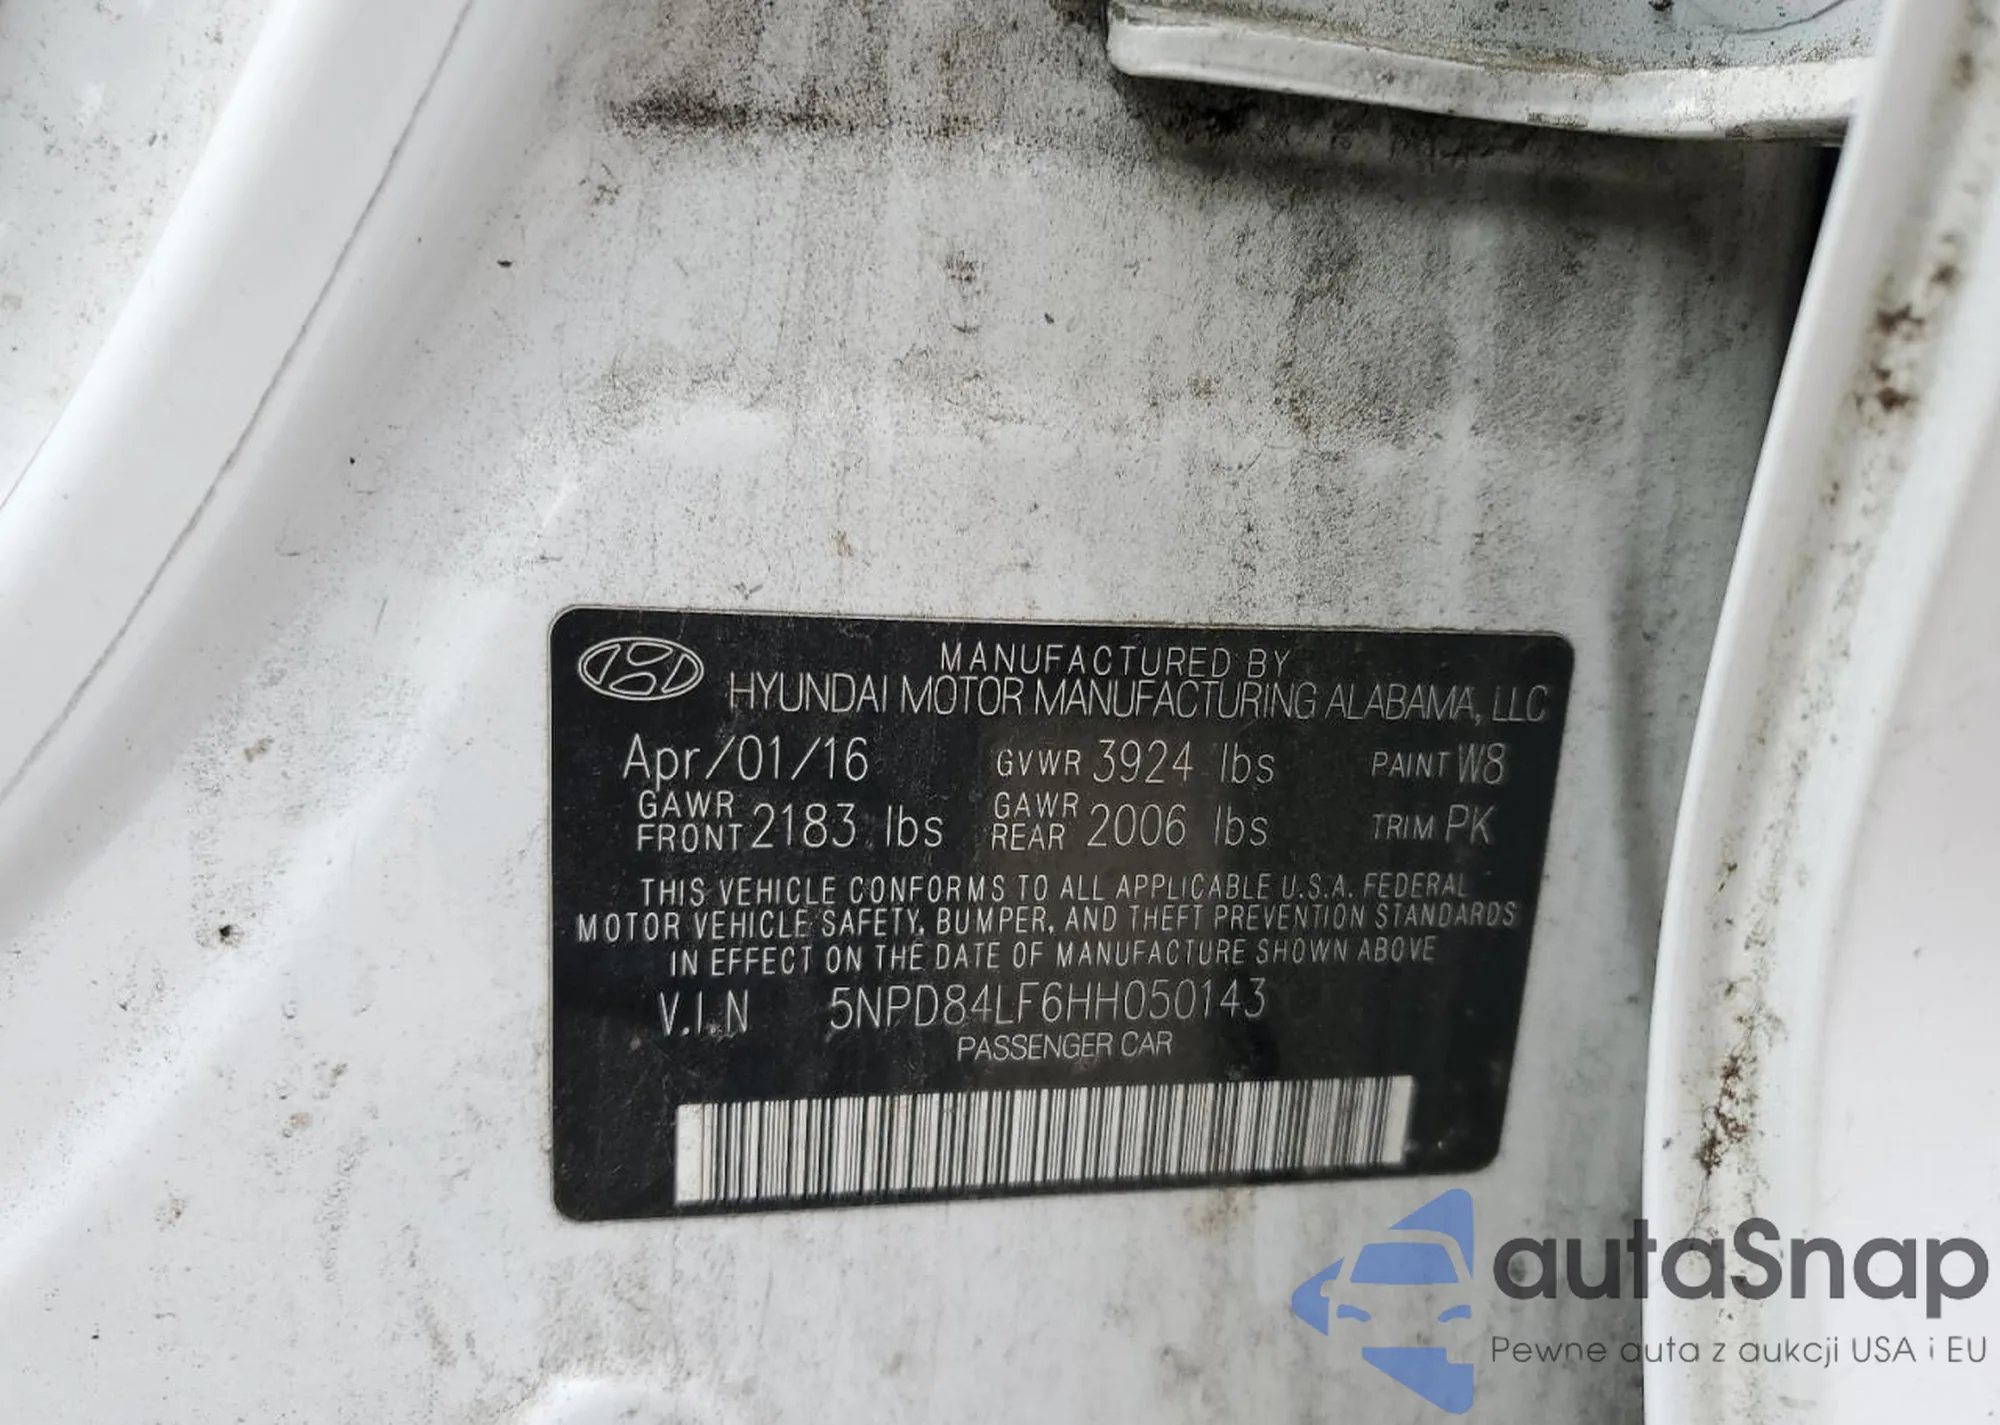 MANUFACTURED BY
HYUNDAI MOTOR MANUFACTURING ALABAMA, LLC
Apr/01/16 GVWR 3924 lbs PAINT W8
GAWR FRONT 2183 lbs GAWR REAR 2006 lbs TRIM PK
THIS VEHICLE CONFORMS TO ALL APPLICABLE U.S.A. FEDERAL
MOTOR VEHICLE SAFETY, BUMPER, AND THEFT PREVENTION STANDARDS
IN EFFECT ON THE DATE OF MANUFACTURE SHOWN ABOVE
V.I.N 5NPD84LF6HH050143
PASSENGER CAR
autaSnap
Pewne auta z aukcji USA i EU